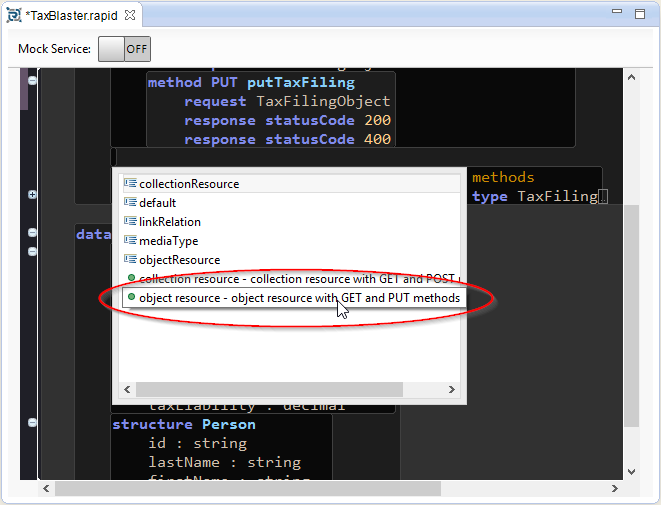 *TaxBlaster.rapid
Mock Service: OFF
method PUT putTaxFiling
request TaxFilingObject
response statusCode 200
response statusCode 400
methods
type TaxFiling
data
collectionResource
default
linkRelation
mediaType
objectResource
collection resource - collection resource with GET and POST
object resource - object resource with GET and PUT methods
taxLiability : decimal
structure Person
id : string
lastName : string
firstName : string